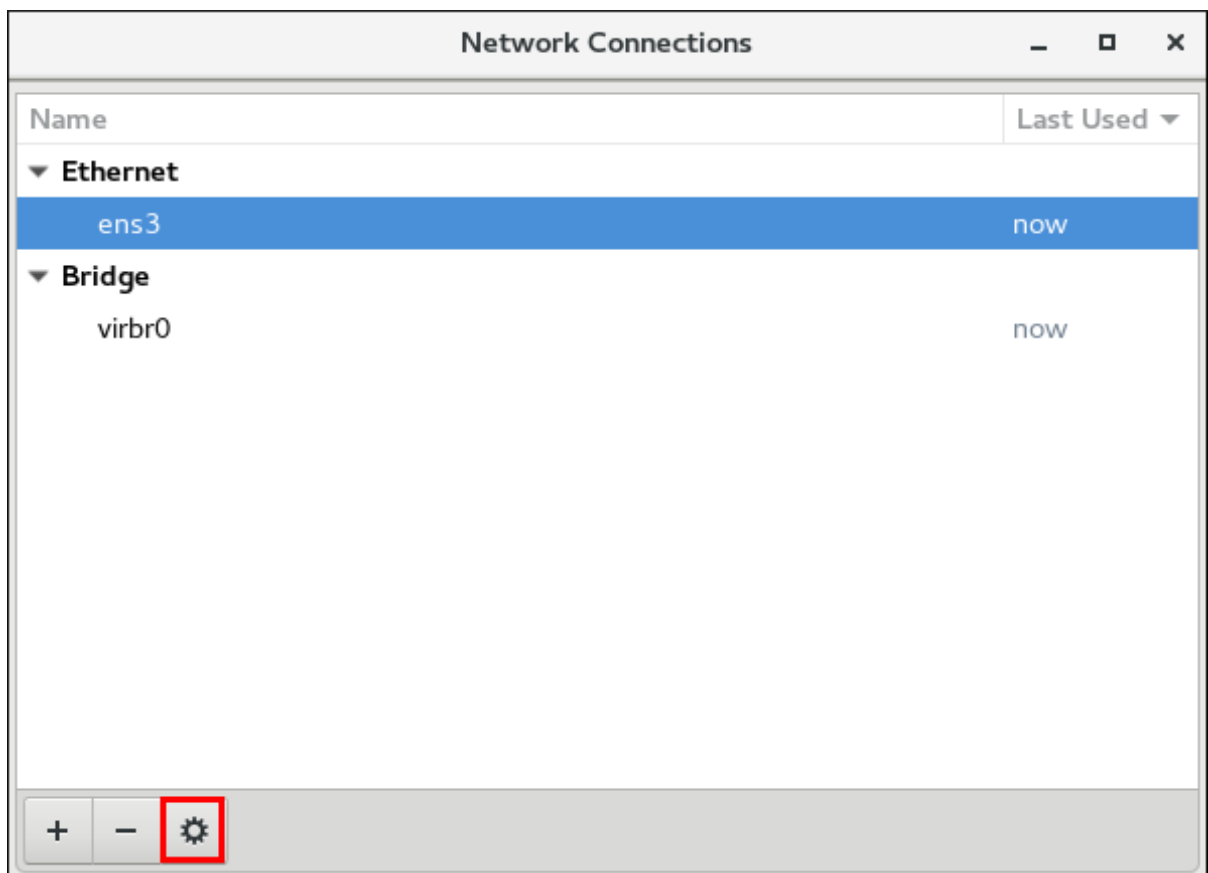 Network Connections
Name Last Used
Ethernet
ens3 now
Bridge
virbr0 now